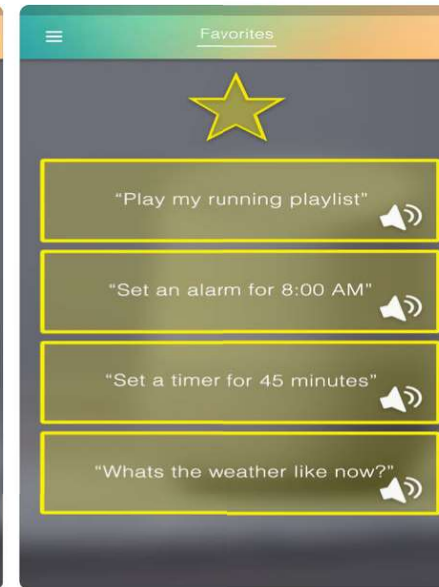 Favorites
“Play my running playlist”
“Set an alarm for 8:00 AM”
“Set a timer for 45 minutes”
“Whats the weather like now?”